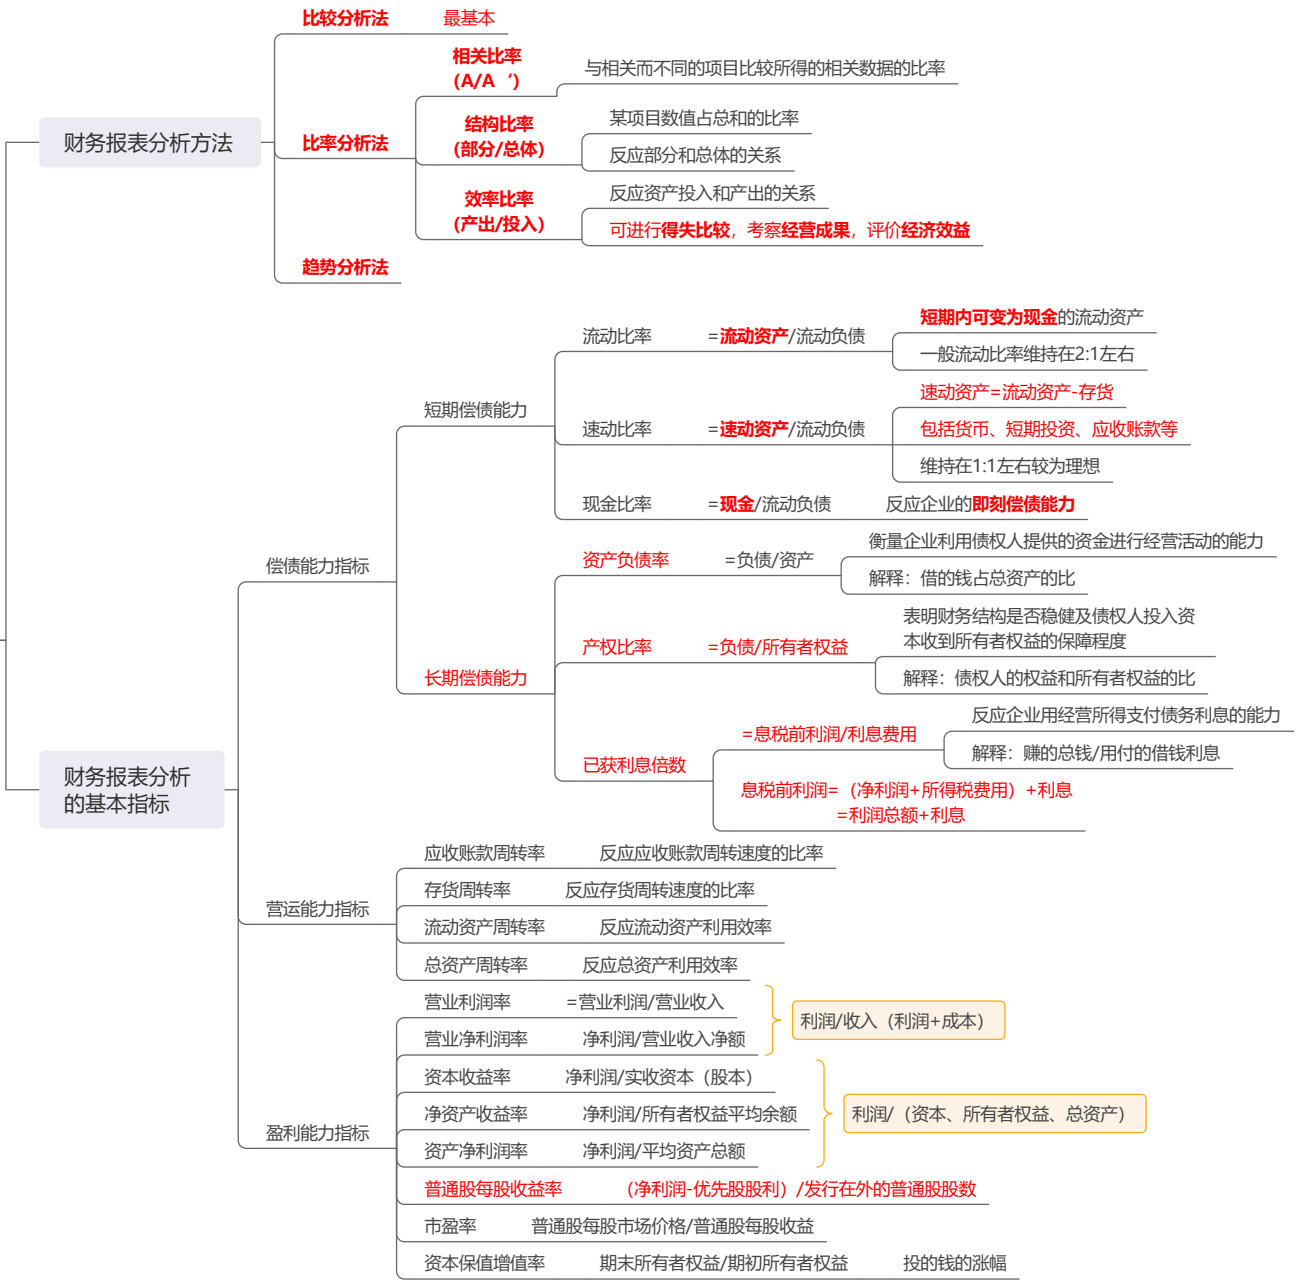 财务报表分析方法
比较分析法
最基本
比率分析法
相关比率
（A/A‘）
与相关而不同的项目比较所得的相关数据的比率
结构比率
（部分/总体）
某项目数值占总和的比率
反应部分和总体的关系
效率比率
（产出/投入）
反应资产投入和产出的关系
可进行得失比较，考察经营成果，评价经济效益
趋势分析法
财务报表分析
的基本指标
偿债能力指标
短期偿债能力
流动比率
=流动资产/流动负债
短期内可变为现金的流动资产
一般流动比率维持在2:1左右
速动比率
=速动资产/流动负债
速动资产=流动资产-存货
包括货币、短期投资、应收账款等
维持在1:1左右较为理想
现金比率
=现金/流动负债
反应企业的即刻偿债能力
长期偿债能力
资产负债率
=负债/资产
衡量企业利用债权人提供的资金进行经营活动的能力
解释：借的钱占总资产的比
产权比率
=负债/所有者权益
表明财务结构是否稳健及债权人投入资
本收到所有者权益的保障程度
解释：债权人的权益和所有者权益的比
已获利息倍数
=息税前利润/利息费用
反应企业用经营所得支付债务利息的能力
解释：赚的总钱/用付的借钱利息
息税前利润=（净利润+所得税费用）+利息
=利润总额+利息
营运能力指标
应收账款周转率
反应应收账款周转速度的比率
存货周转率
反应存货周转速度的比率
流动资产周转率
反应流动资产利用效率
总资产周转率
反应总资产利用效率
盈利能力指标
营业利润率
=营业利润/营业收入
营业净利润率
净利润/营业收入净额
利润/收入（利润+成本）
资本收益率
净利润/实收资本（股本）
净资产收益率
净利润/所有者权益平均余额
资产净利润率
净利润/平均资产总额
利润/（资本、所有者权益、总资产）
普通股每股收益率
（净利润-优先股股利）/发行在外的普通股股数
市盈率
普通股每股市场价格/普通股每股收益
资本保值增值率
期末所有者权益/期初所有者权益
投的钱的涨幅